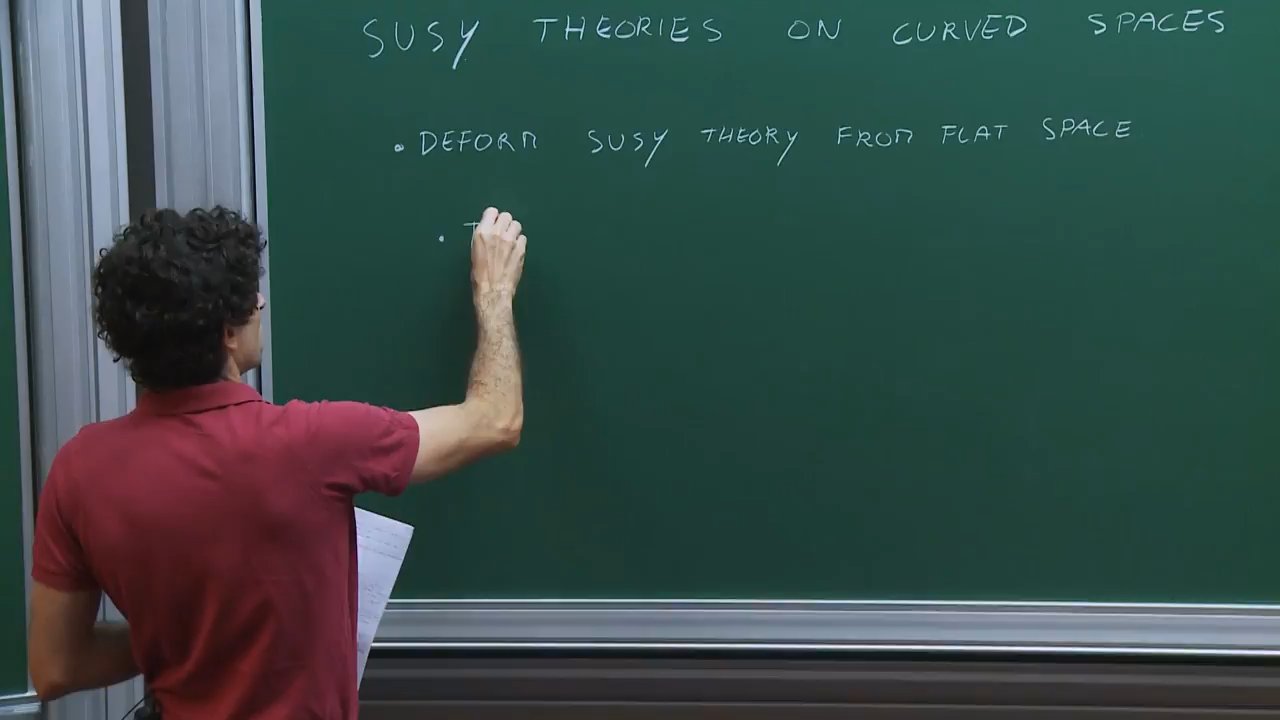 SUSY THEORIES ON CURVED SPACES
• DEFORM SUSY THEORY FROM FLAT SPACE
•